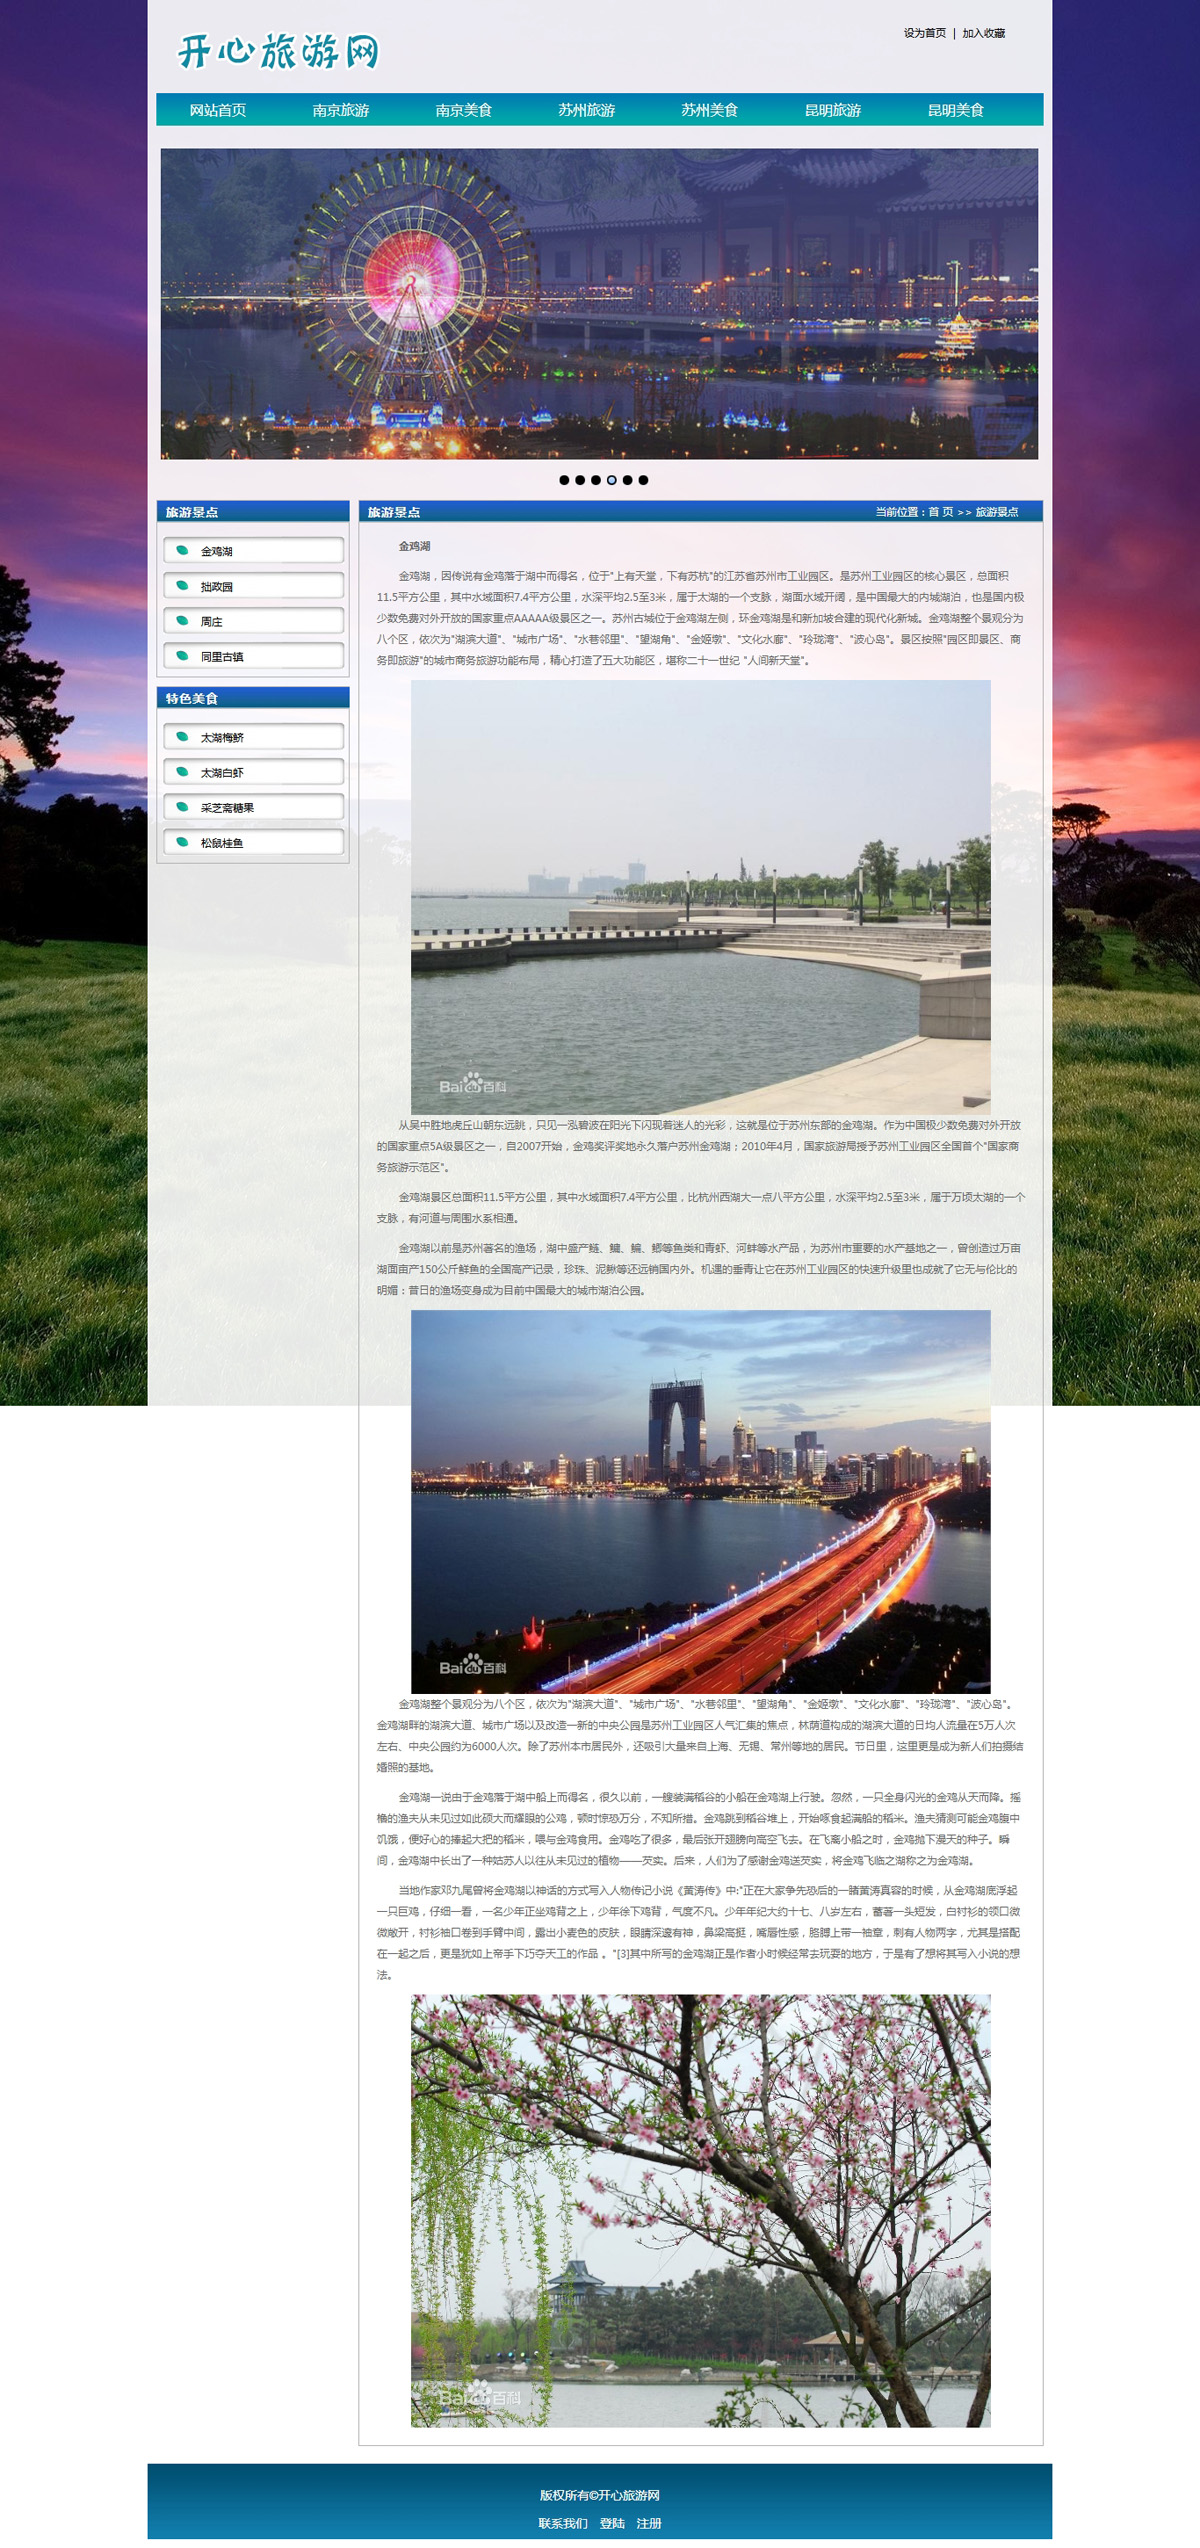 开心旅游网
设为首页 | 加入收藏
网站首页 南京旅游 南京美食 苏州旅游 苏州美食 昆明旅游 昆明美食
旅游景点
金鸡湖
拙政园
周庄
同里古镇
特色美食
太湖梅鲚
太湖白虾
采芝斋糖果
松鼠桂鱼
旅游景点 当前位置：首 页 >> 旅游景点
金鸡湖
金鸡湖，因传说有金鸡落于湖中而得名，位于"上有天堂，下有苏杭"的江苏省苏州市工业园区。是苏州工业园区的核心景区，总面积
11.5平方公里，其中水域面积7.4平方公里，水深平均2.5至3米，属于太湖的一个支脉，湖面水域开阔，是中国最大的内城湖泊，也是国内极
少数免费对外开放的国家重点AAAAA级景区之一。苏州古城位于金鸡湖左侧，环金鸡湖是和新加坡合建的现代化新城。金鸡湖整个景观分为
八个区，依次为"湖滨大道"、"城市广场"、"水巷邻里"、"望湖角"、"金姬墩"、"文化水廊"、"玲珑湾"、"波心岛"。景区按照"园区即景区、商
务即旅游"的城市商务旅游功能布局，精心打造了五大功能区，堪称二十一世纪 "人间新天堂"。
Baidu百科
从吴中胜地虎丘山朝东远眺，只见一泓碧波在阳光下闪现着迷人的光彩，这就是位于苏州东部的金鸡湖。作为中国极少数免费对外开放
的国家重点5A级景区之一，自2007开始，金鸡奖评奖地永久落户苏州金鸡湖；2010年4月，国家旅游局授予苏州工业园区全国首个"国家商
务旅游示范区"。
金鸡湖景区总面积11.5平方公里，其中水域面积7.4平方公里，比杭州西湖大一点八平方公里，水深平均2.5至3米，属于万顷太湖的一个
支脉，有河道与周围水系相通。
金鸡湖以前是苏州著名的渔场，湖中盛产鲢、鳙、鳊、鲫等鱼类和青虾、河蚌等水产品，为苏州市重要的水产基地之一，曾创造过万亩
湖面亩产150公斤鲜鱼的全国高产记录，珍珠、泥鳅等还远销国内外。机遇的垂青让它在苏州工业园区的快速升级里也成就了它无与伦比的
明媚：昔日的渔场变身成为目前中国最大的城市湖泊公园。
Baidu百科
金鸡湖整个景观分为八个区，依次为"湖滨大道"、"城市广场"、"水巷邻里"、"望湖角"、"金姬墩"、"文化水廊"、"玲珑湾"、"波心岛"。
金鸡湖畔的湖滨大道、城市广场以及改造一新的中央公园是苏州工业园区人气汇集的焦点，林荫道构成的湖滨大道的日均人流量在5万人次
左右、中央公园约为6000人次。除了苏州本市居民外，还吸引大量来自上海、无锡、常州等地的居民。节日里，这里更是成为新人们拍摄结
婚照的基地。
金鸡湖一说由于金鸡落于湖中船上而得名，很久以前，一艘装满稻谷的小船在金鸡湖上行驶。忽然，一只全身闪光的金鸡从天而降。摇
橹的渔夫从未见过如此硕大而耀眼的公鸡，顿时惊恐万分，不知所措。金鸡跳到稻谷堆上，开始啄食起满船的稻米。渔夫猜测可能金鸡腹中
饥饿，便好心的捧起大把的稻米，喂与金鸡食用。金鸡吃了很多，最后张开翅膀向高空飞去。在飞离小船之时，金鸡抛下漫天的种子。瞬
间，金鸡湖中长出了一种姑苏人以往从未见过的植物——芡实。后来，人们为了感谢金鸡送芡实，将金鸡飞临之湖称之为金鸡湖。
当地作家邓九尾曾将金鸡湖以神话的方式写入人物传记小说《萧涛传》中:"正在大家争先恐后的一睹萧涛真容的时候，从金鸡湖底浮起
一只巨鸡，仔细一看，一名少年正坐鸡背之上，少年徐下鸡背，气度不凡。少年年纪大约十七、八岁左右，蓄著一头短发，白衬衫的领口微
微敞开，衬衫袖口卷到手臂中间，露出小麦色的皮肤，眼睛深邃有神，鼻梁高挺，嘴唇性感，胳膊上带一袖章，刺有人物两字，尤其是搭配
在一起之后，更是犹如上帝手下巧夺天工的作品 。"[3]其中所写的金鸡湖正是作者小时候经常去玩耍的地方，于是有了想将其写入小说的想
法。
Baidu百科
版权所有©开心旅游网
联系我们 登陆 注册